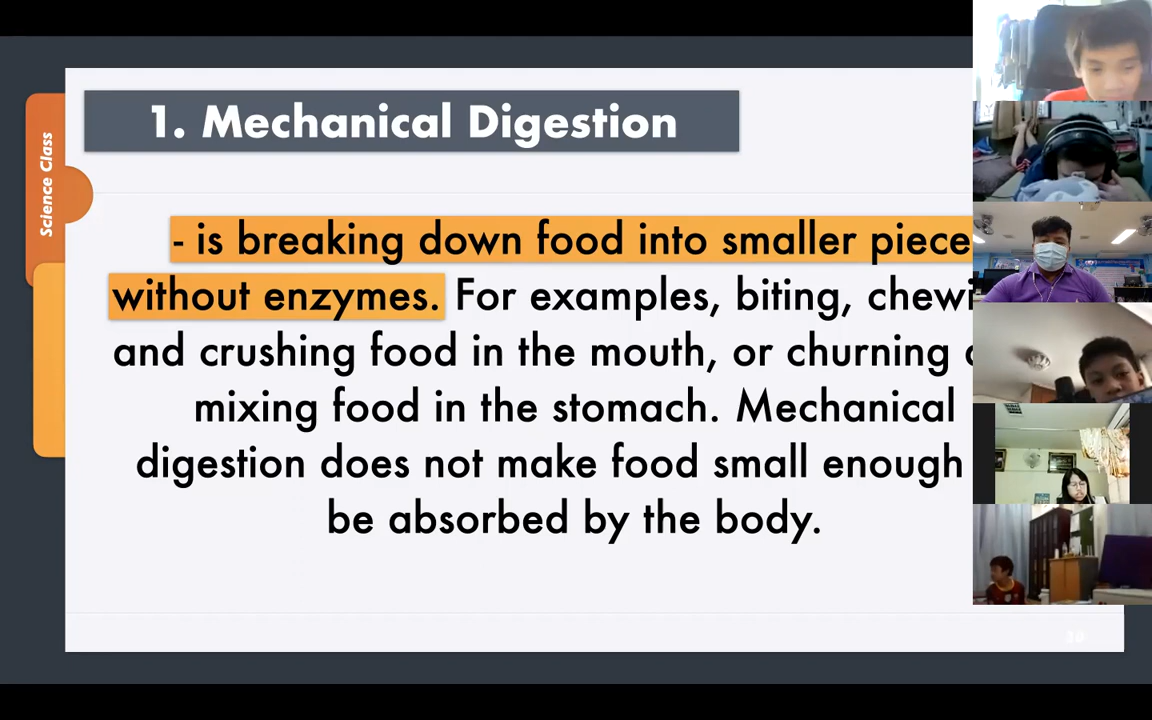 Science Class
1. Mechanical Digestion
- is breaking down food into smaller piece
without enzymes. For examples, biting,
and crushing food in the mouth, or churning
mixing food in the stomach. Mechanical
digestion does not make food small enough
be absorbed by the body.